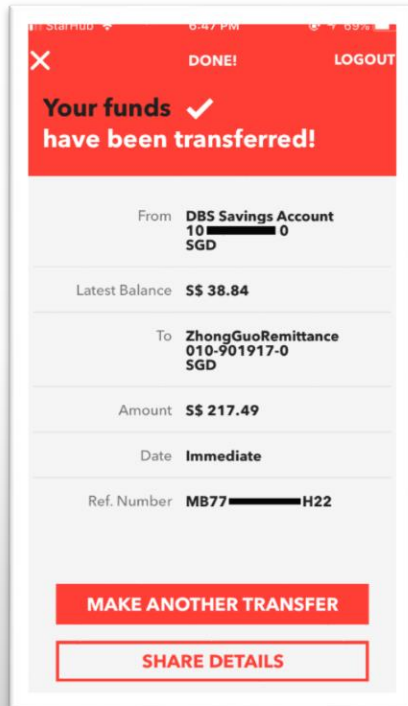 StarHub 6:47 PM 69%
DONE! LOGOUT
Your funds
have been transferred!
From DBS Savings Account
10 0
SGD
Latest Balance S$ 38.84
To ZhongGuoRemittance
010-901917-0
SGD
Amount S$ 217.49
Date Immediate
Ref. Number MB77 H22
MAKE ANOTHER TRANSFER
SHARE DETAILS